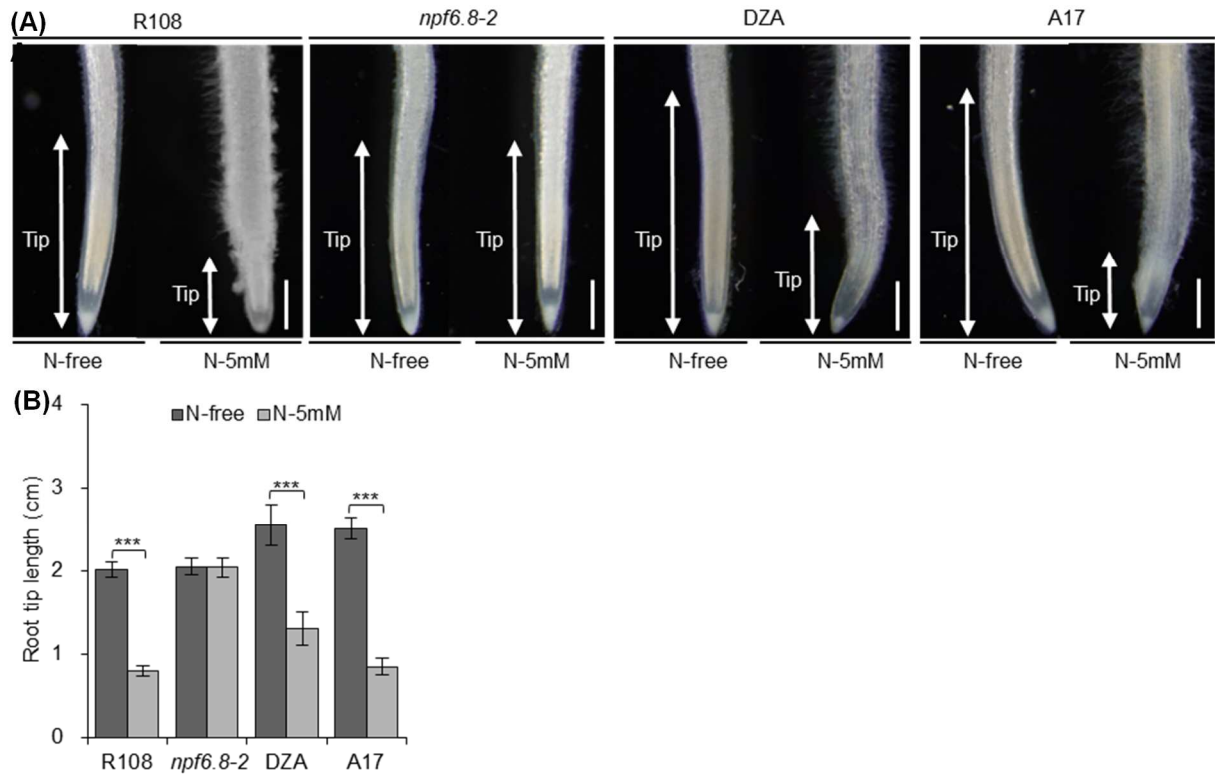 (A)
R108 npf6.8-2 DZA A17
Tip Tip Tip Tip Tip Tip Tip Tip
N-free N-5mM N-free N-5mM N-free N-5mM N-free N-5mM
(B)
N-free N-5mM
*** *** ***
Root tip length (cm)
4
3
2
1
0
R108 npf6.8-2 DZA A17